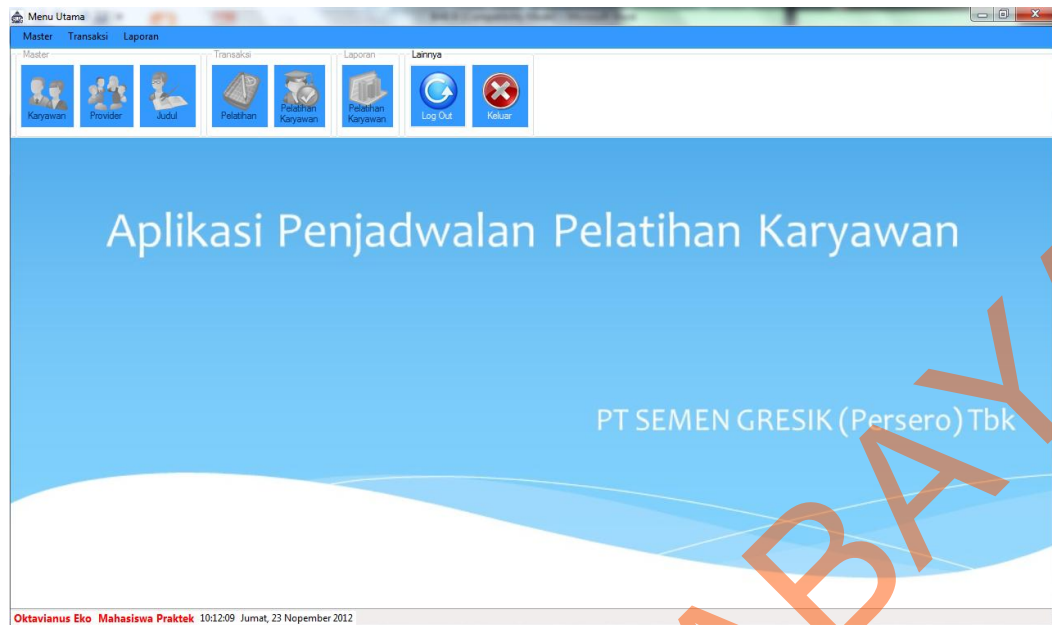 Menu Utama
Master Transaksi Laporan
Master Transaksi Laporan Lainnya
Karyawan Provider Judul Pelatihan Pelatihan Karyawan Pelatihan Karyawan Log Out Keluar
Aplikasi Penjadwalan Pelatihan Karyawan
PT SEMEN GRESIK (Persero) Tbk
BAY
Oktavianus Eko Mahasiswa Praktek 10:12:09 Jumat, 23 Nopember 2012